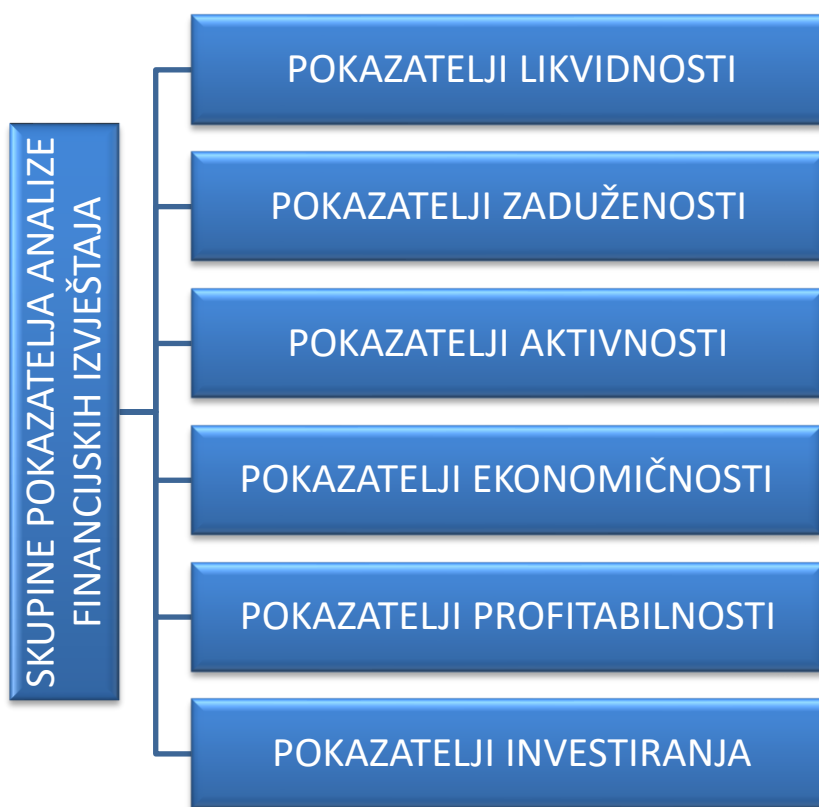 SKUPINE POKAZATELJA ANALIZE
FINANCIJSKIH IZVJEŠTAJA
POKAZATELJI LIKVIDNOSTI
POKAZATELJI ZADUŽENOSTI
POKAZATELJI AKTIVNOSTI
POKAZATELJI EKONOMIČNOSTI
POKAZATELJI PROFITABILNOSTI
POKAZATELJI INVESTIRANJA